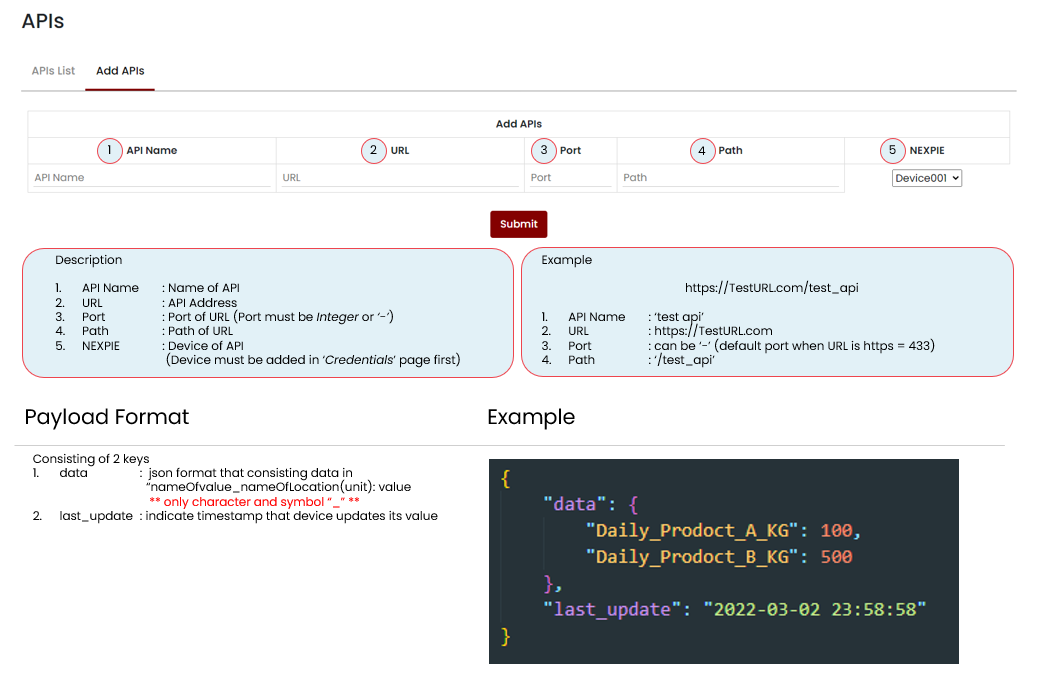 APIs
APIs List Add APIs
Add APIs
1 API Name 2 URL 3 Port 4 Path 5 NEXPIE
API Name URL Port Path Device001
Submit
Description
1. API Name : Name of API
2. URL : API Address
3. Port : Port of URL (Port must be Integer or ‘-’)
4. Path : Path of URL
5. NEXPIE : Device of API
(Device must be added in ‘Credentials’ page first)
Example
https://TestURL.com/test_api
1. API Name : ‘test api’
2. URL : https://TestURL.com
3. Port : can be ‘-’ (default port when URL is https = 433)
4. Path : ‘/test_api’
Payload Format
Consisting of 2 keys
1. data : json format that consisting data in
“nameOfvalue_nameOfLocation(unit): value
** only character and symbol “_” **
2. last_update : indicate timestamp that device updates its value
Example
{
"data": {
"Daily_Prodoct_A_KG": 100,
"Daily_Prodoct_B_KG": 500
},
"last_update": "2022-03-02 23:58:58"
}